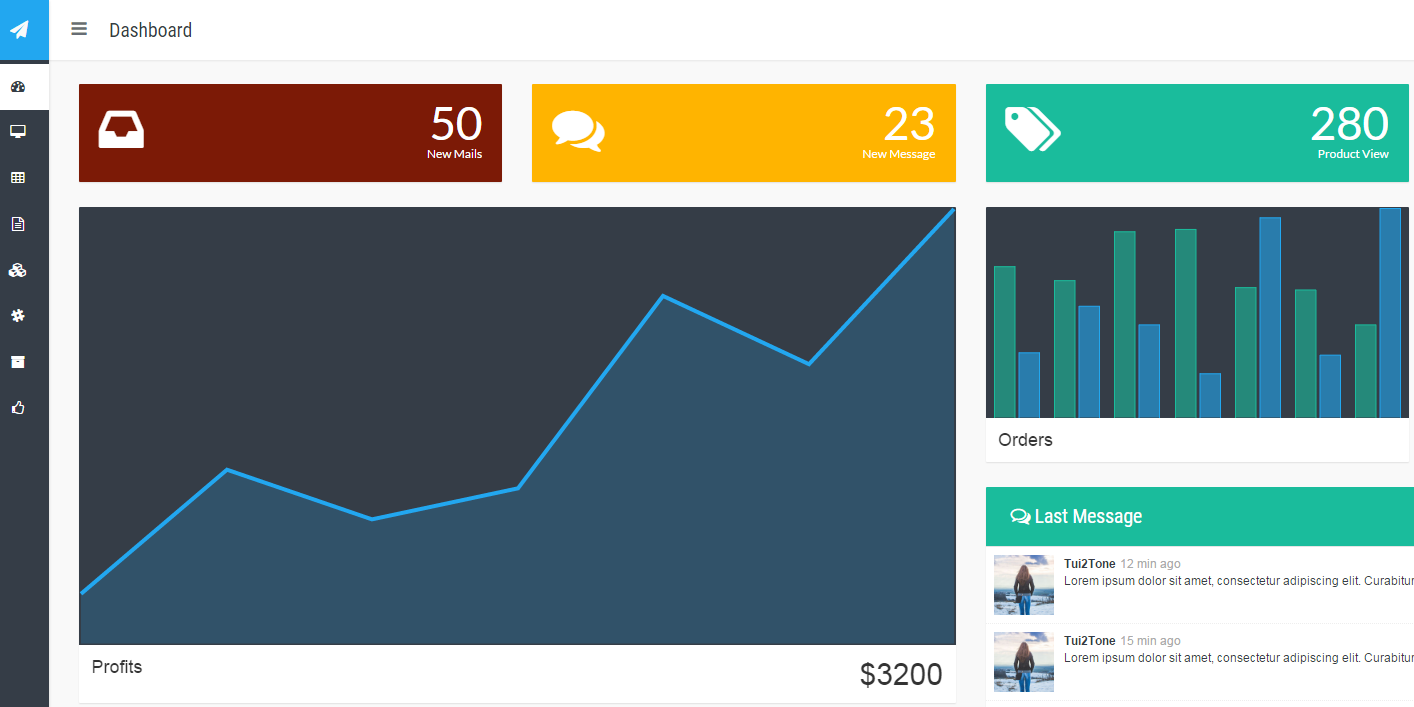 Dashboard
50
New Mails
23
New Message
280
Product View
Profits
$3200
Orders
Last Message
Tui2Tone 12 min ago
Lorem ipsum dolor sit amet, consectetur adipiscing elit. Curabitur
Tui2Tone 15 min ago
Lorem ipsum dolor sit amet, consectetur adipiscing elit. Curabitur